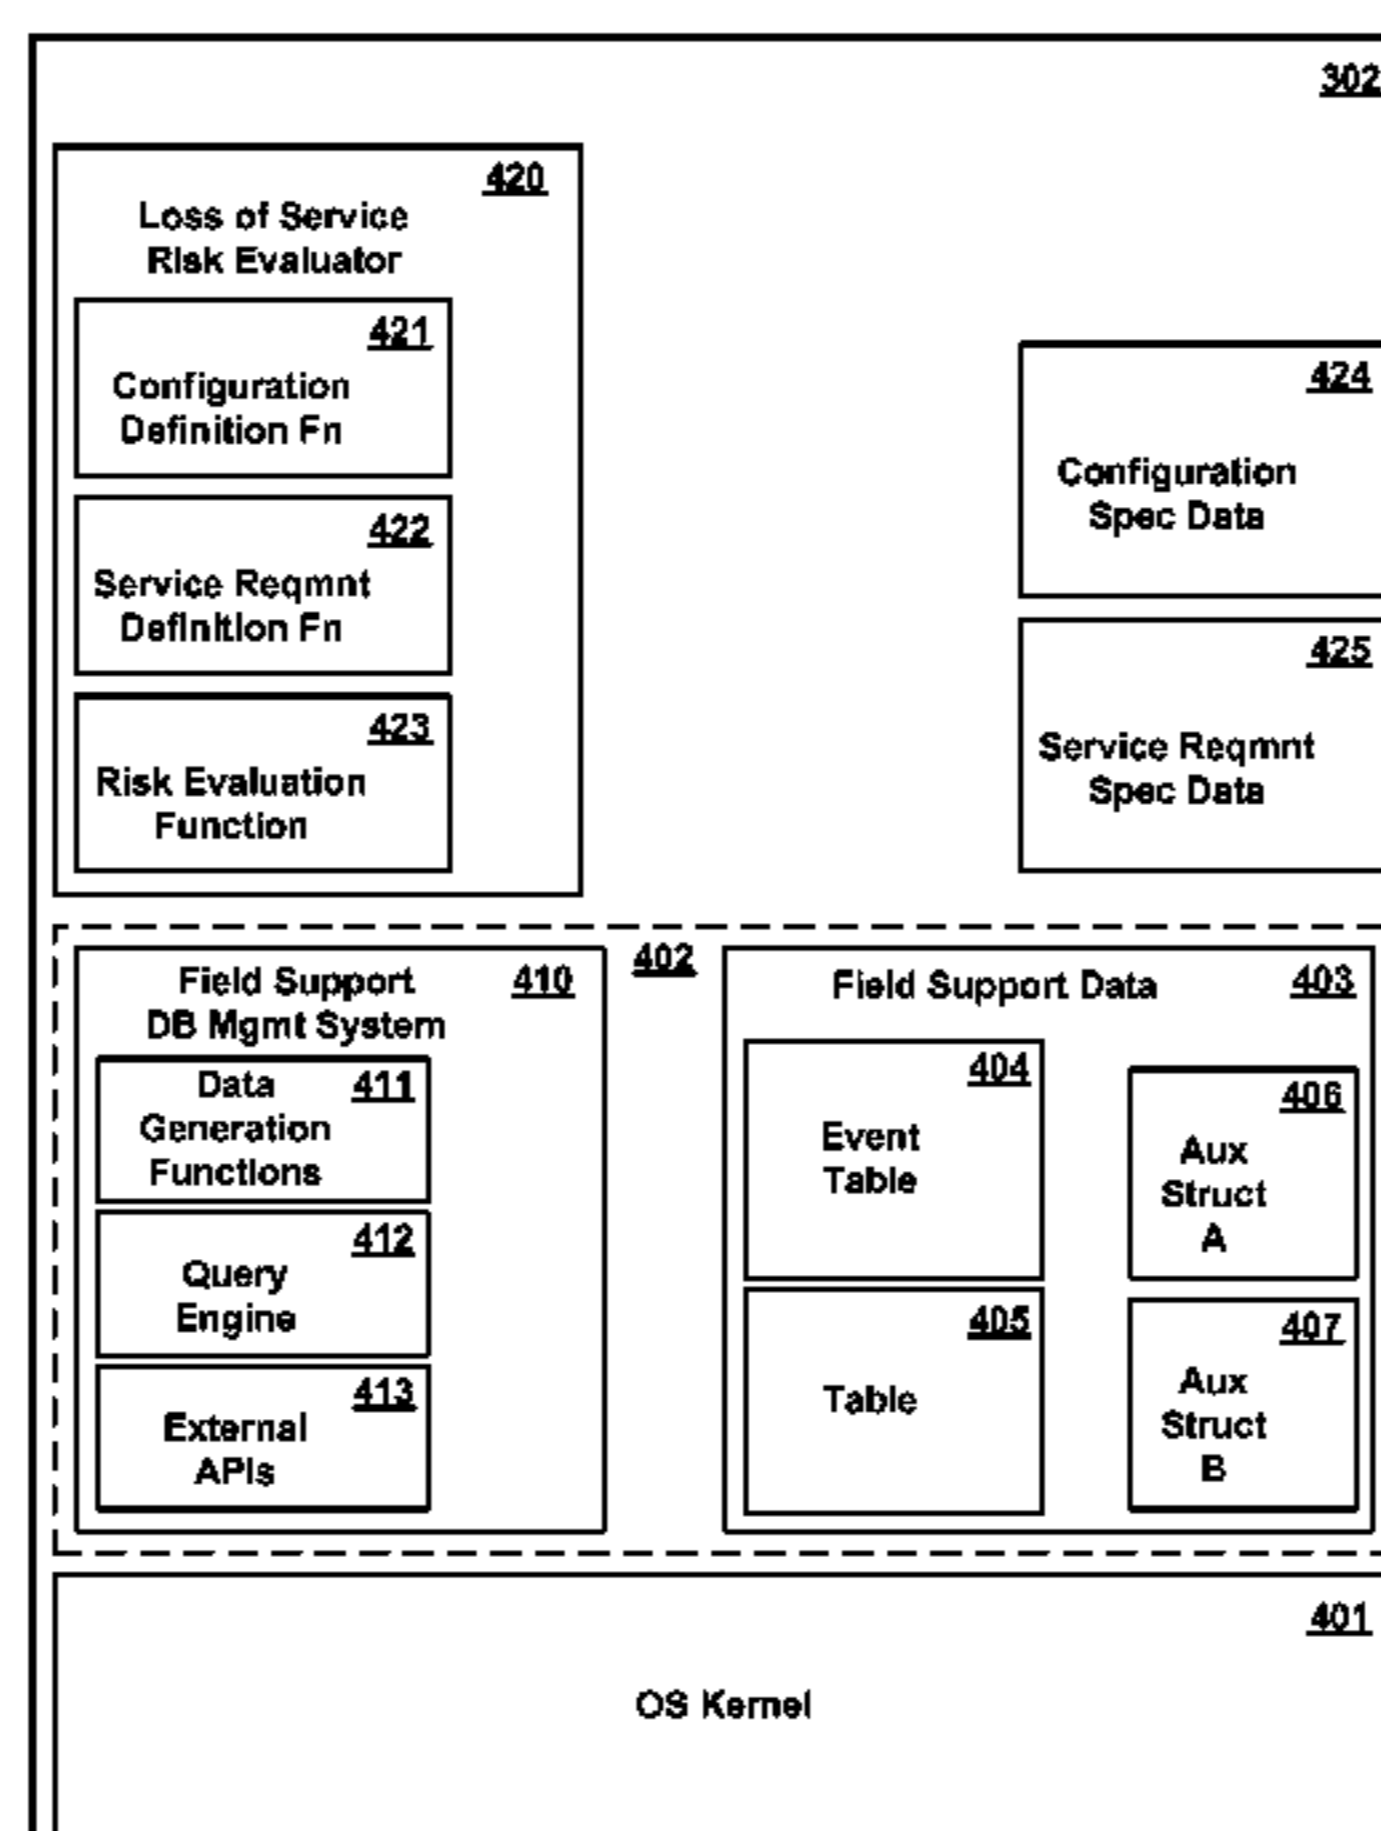 302
420
Loss of Service
Risk Evaluator
421
Configuration
Definition Fn
422
Service Reqmnt
Definition Fn
423
Risk Evaluation
Function
424
Configuration
Spec Data
425
Service Reqmnt
Spec Data
402
Field Support
DB Mgmt System
410
Data
Generation
Functions
411
412
Query
Engine
413
External
APIs
Field Support Data
403
404
Event
Table
405
Table
406
Aux
Struct
A
407
Aux
Struct
B
401
OS Kernel